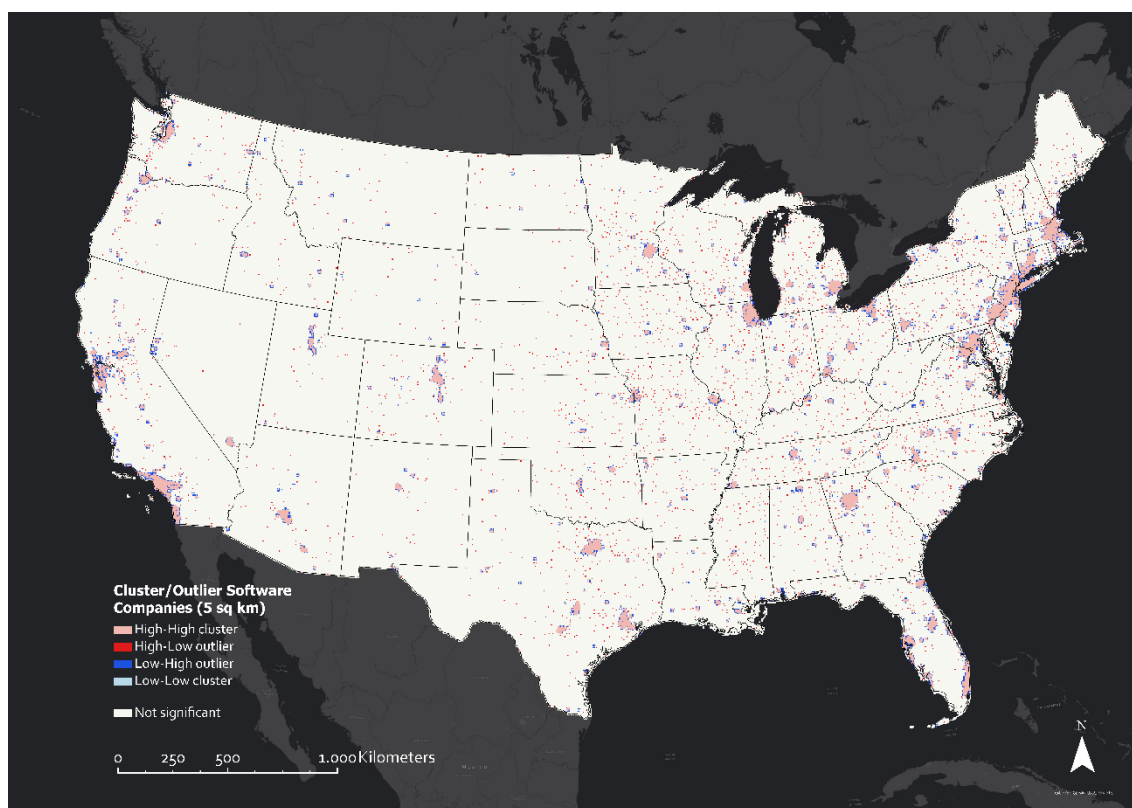 Cluster/Outlier Software
Companies (5 sq km)
High-High cluster
High-Low outlier
Low-High outlier
Low-Low cluster
Not significant
0 250 500 1.000 Kilometers
N